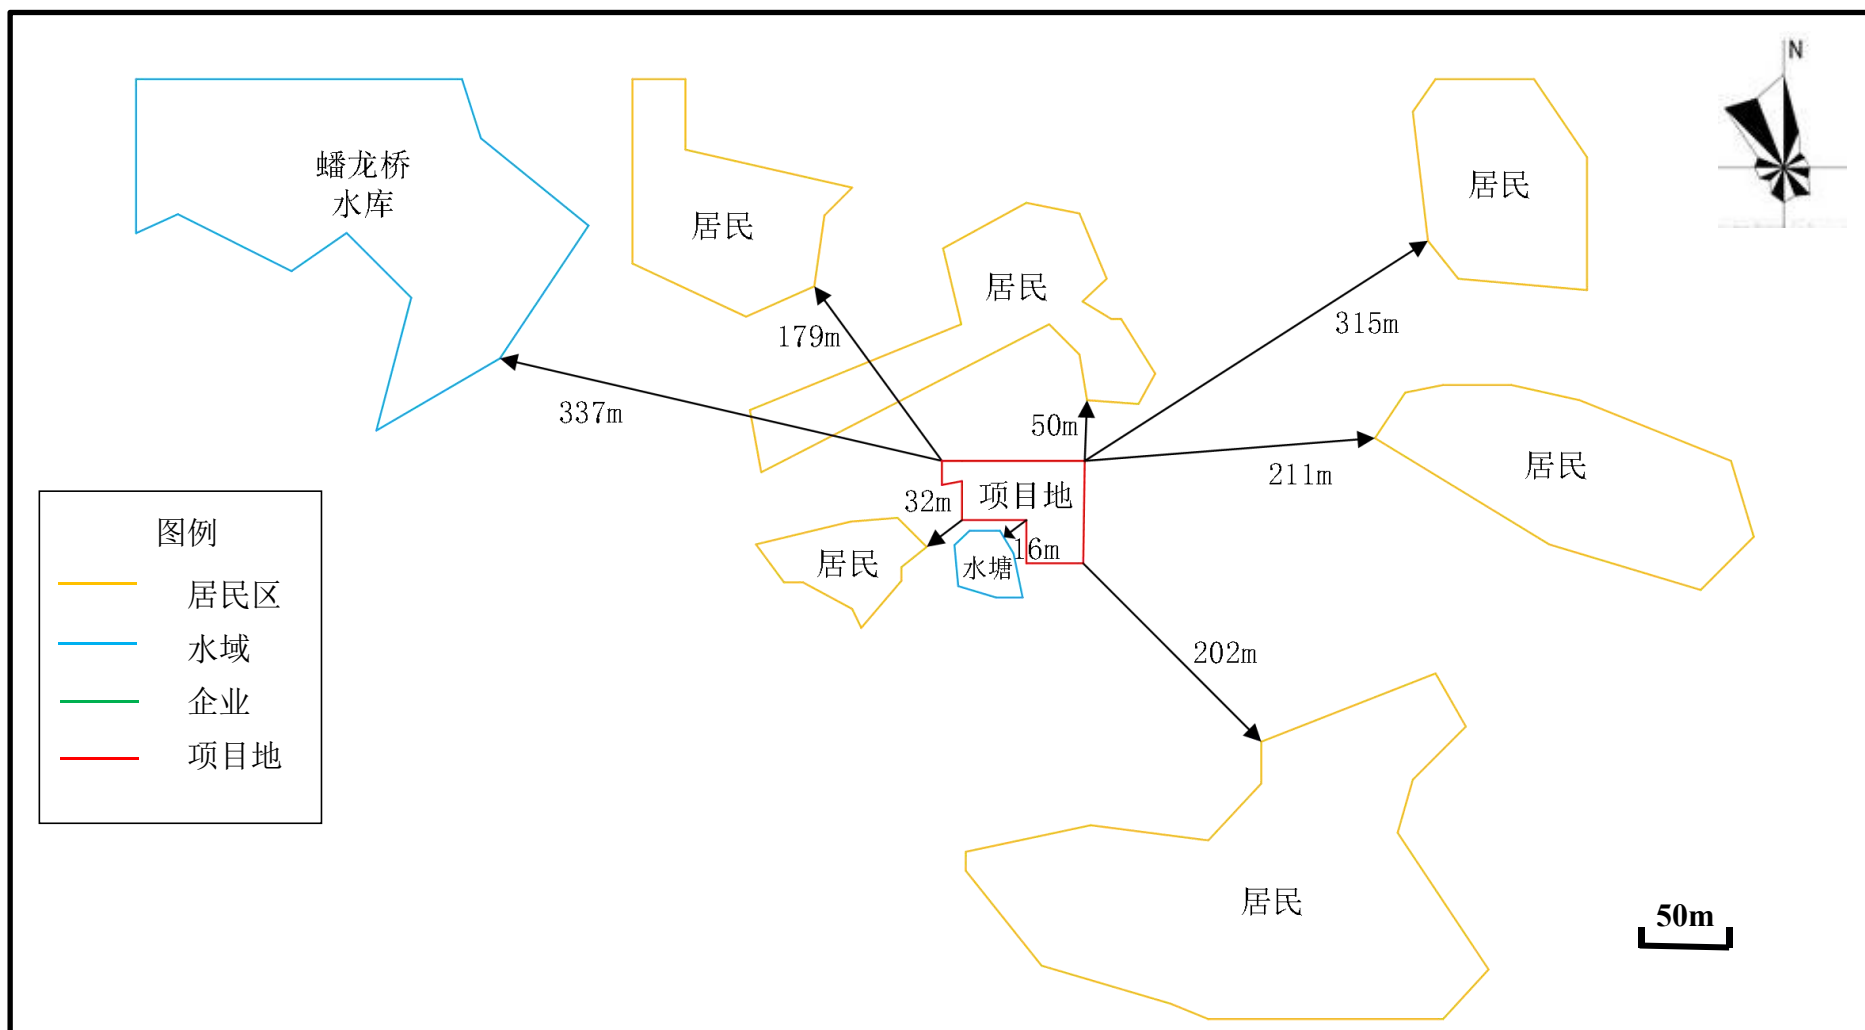 N
蟠龙桥
水库
居民
居民
居民
179m
315m
337m
50m
居民
211m
项目地
32m
图例
居民
16m
水塘
居民区
水域
企业
项目地
202m
居民
50m